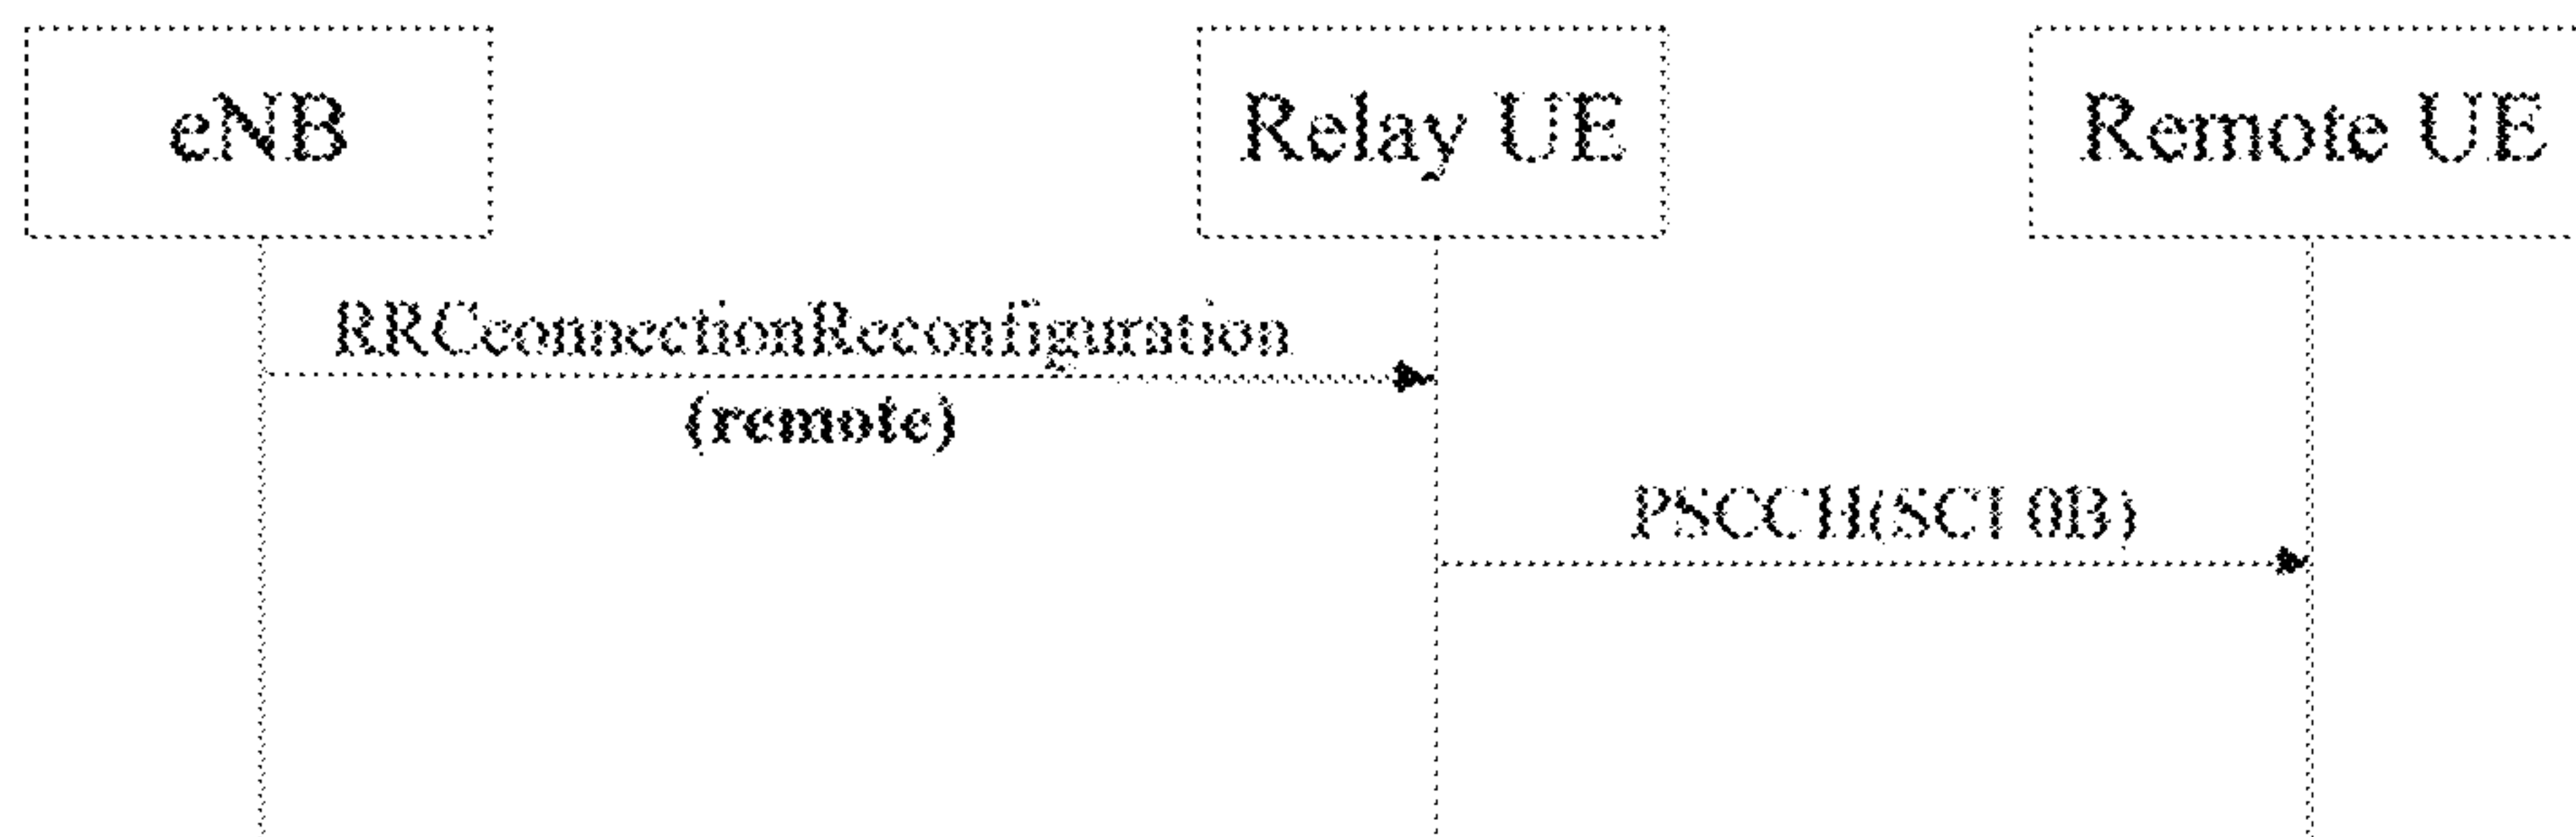 eNB
Relay UE
Remote UE
RRCconnectionReconfiguration
(remote)
PSCCH(SCI 0B)